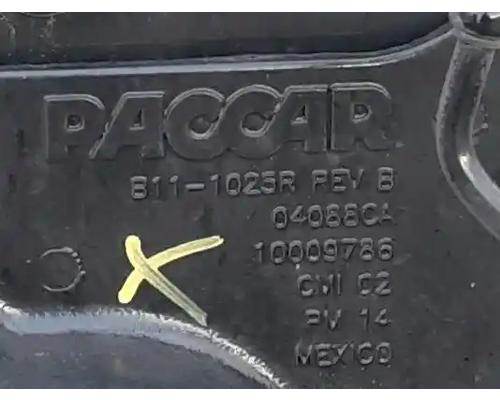 PACCAR
B11-1025R REV B
04088CA
10009786
CMI 02
PV 14
MEXICO